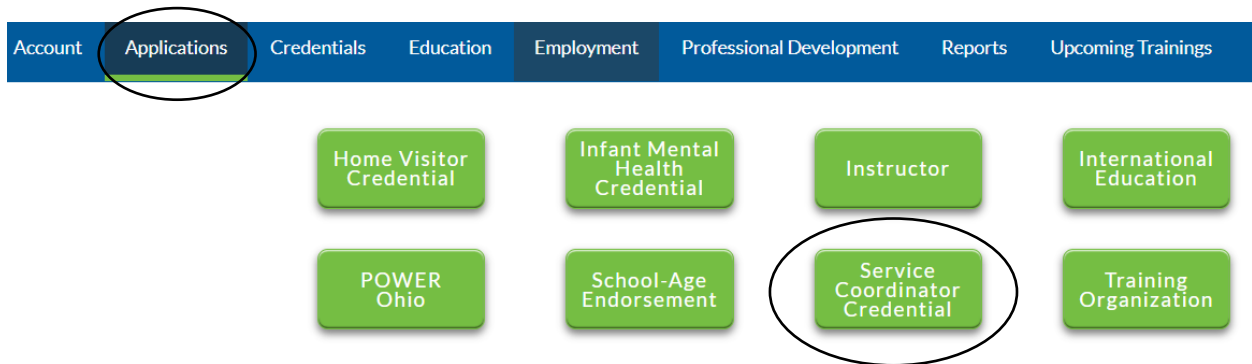 Account Applications Credentials Education Employment Professional Development Reports Upcoming Trainings
Home Visitor
Credential
Infant Mental
Health
Credential
Instructor
International
Education
POWER
Ohio
School-Age
Endorsement
Service
Coordinator
Credential
Training
Organization